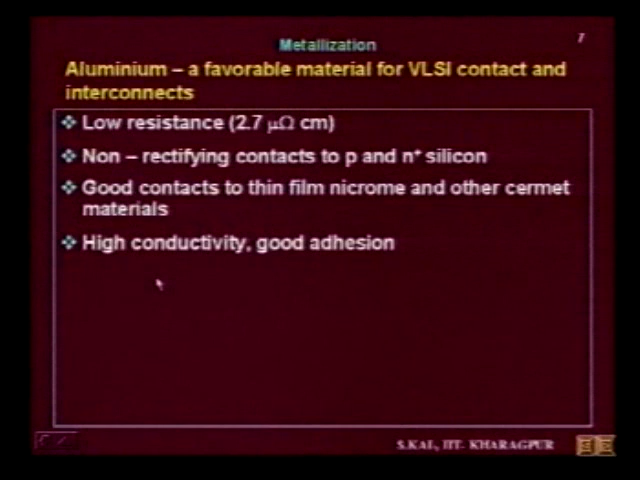 Metallization
7
Aluminium – a favorable material for VLSI contact and
interconnects
❖ Low resistance (2.7 µΩ cm)
❖ Non – rectifying contacts to p and n⁺ silicon
❖ Good contacts to thin film nicrome and other cermet
materials
❖ High conductivity, good adhesion
S.KAL, IIT- KHARAGPUR